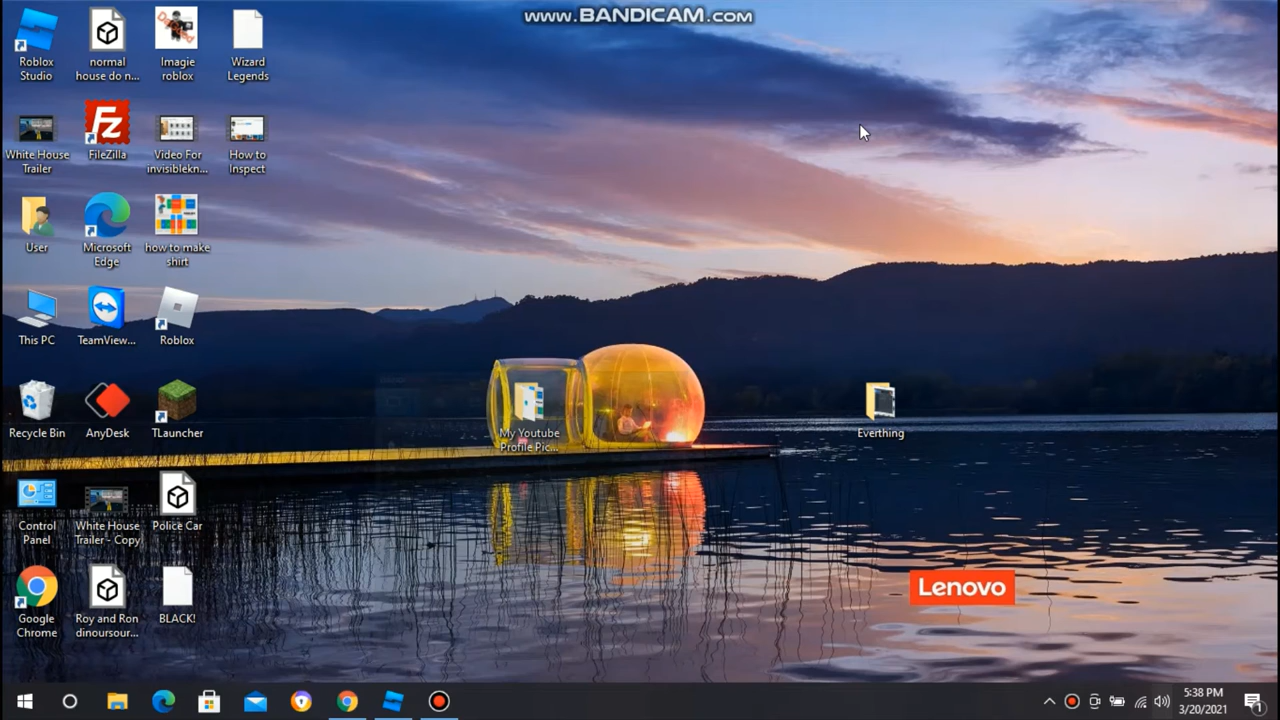 www.BANDICAM.com
Roblox
Studio
normal
house do n...
Imagie
roblox
Wizard
Legends
White House
Trailer
FileZilla
Video For
invisiblekn...
How to
Inspect
User
Microsoft
Edge
how to make
shirt
This PC
TeamView...
Roblox
Recycle Bin
AnyDesk
TLauncher
My Youtube
Profile Pic...
Everthing
Control
Panel
White House
Trailer - Copy
Police Car
Google
Chrome
Roy and Ron
dinoursour...
BLACK!
Lenovo
5:38 PM
3/20/2021
1